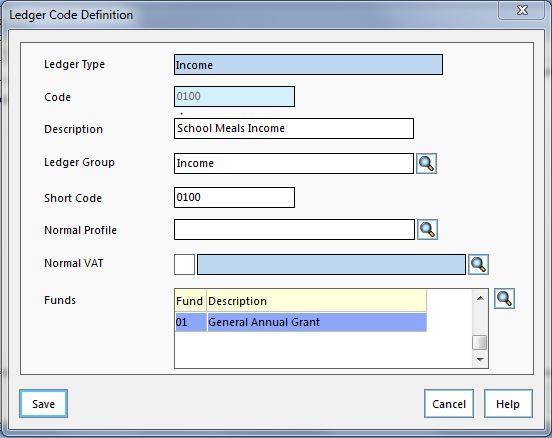 Ledger Code Definition
Ledger Type Income
Code 0100
Description School Meals Income
Ledger Group Income
Short Code 0100
Normal Profile
Normal VAT
Funds Fund Description
01 General Annual Grant
Save Cancel Help